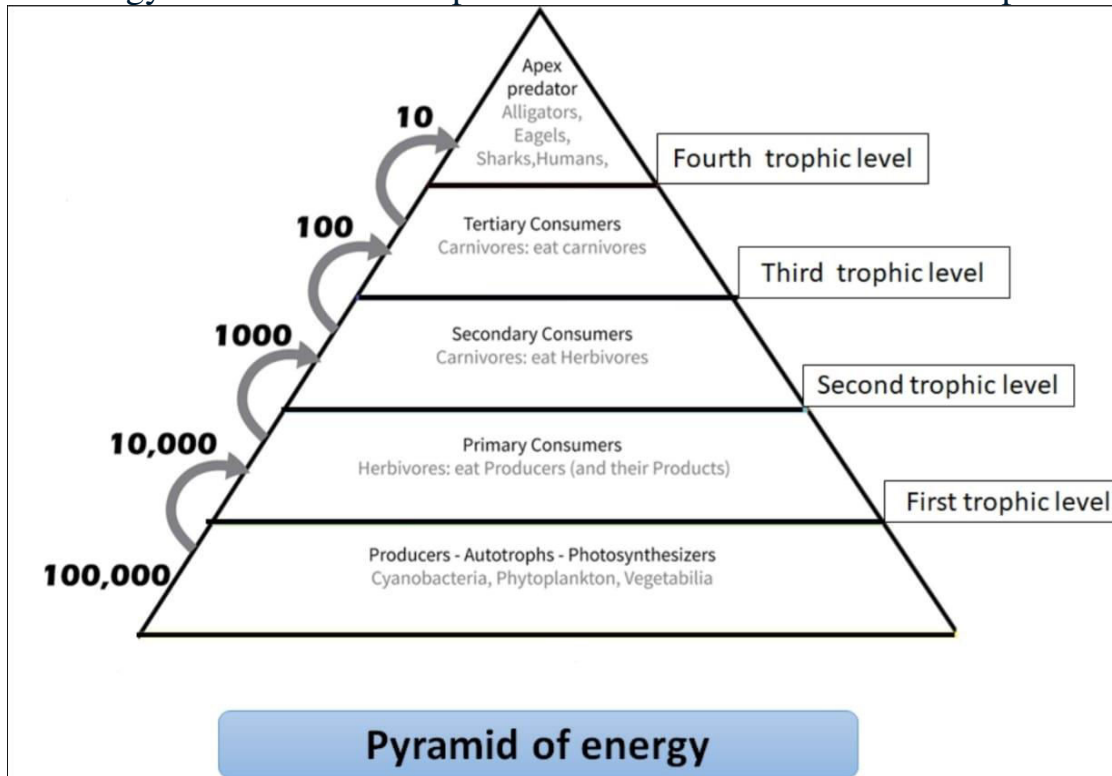 Apex
predator
Alligators,
Eagels,
Sharks,Humans,
10
Fourth trophic level
100
Tertiary Consumers
Carnivores: eat carnivores
Third trophic level
1000
Secondary Consumers
Carnivores: eat Herbivores
Second trophic level
10,000
Primary Consumers
Herbivores: eat Producers (and their Products)
First trophic level
100,000
Producers - Autotrophs - Photosynthesizers
Cyanobacteria, Phytoplankton, Vegetabilia
Pyramid of energy